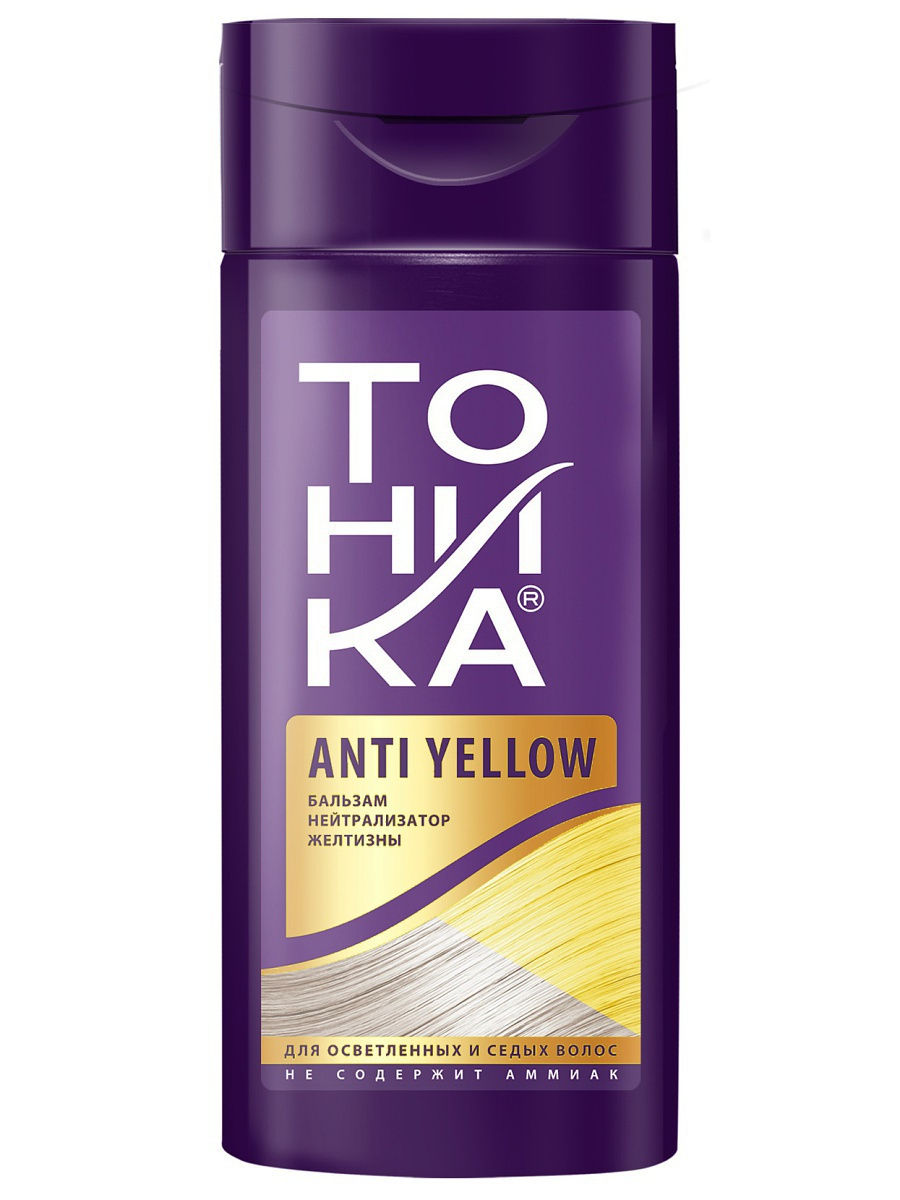 ТО
НИ
КА®
ANTI YELLOW
БАЛЬЗАМ
НЕЙТРАЛИЗАТОР
ЖЕЛТИЗНЫ
ДЛЯ ОСВЕТЛЕННЫХ И СЕДЫХ ВОЛОС
НЕ СОДЕРЖИТ АММИАК